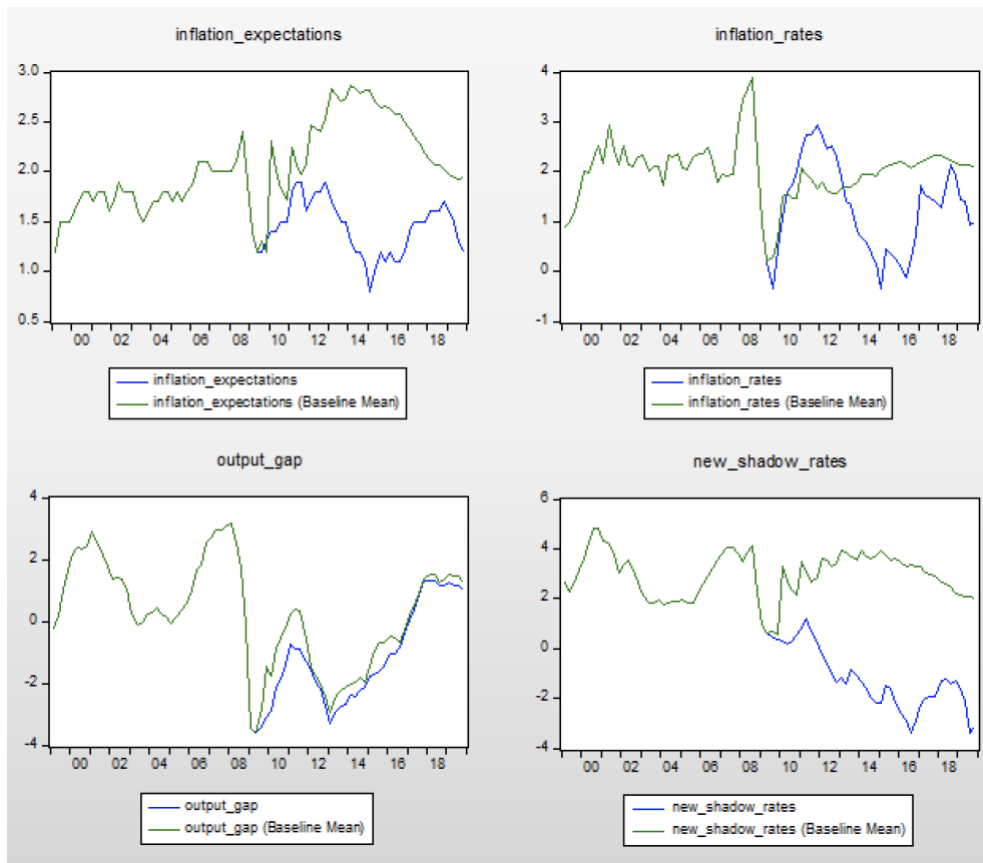 inflation_expectations
3.0
2.5
2.0
1.5
1.0
0.5
00 02 04 06 08 10 12 14 16 18
inflation_expectations
inflation_expectations (Baseline Mean)
inflation_rates
4
3
2
1
0
-1
00 02 04 06 08 10 12 14 16 18
inflation_rates
inflation_rates (Baseline Mean)
output_gap
4
2
0
-2
-4
00 02 04 06 08 10 12 14 16 18
output_gap
output_gap (Baseline Mean)
new_shadow_rates
6
4
2
0
-2
-4
00 02 04 06 08 10 12 14 16 18
new_shadow_rates
new_shadow_rates (Baseline Mean)